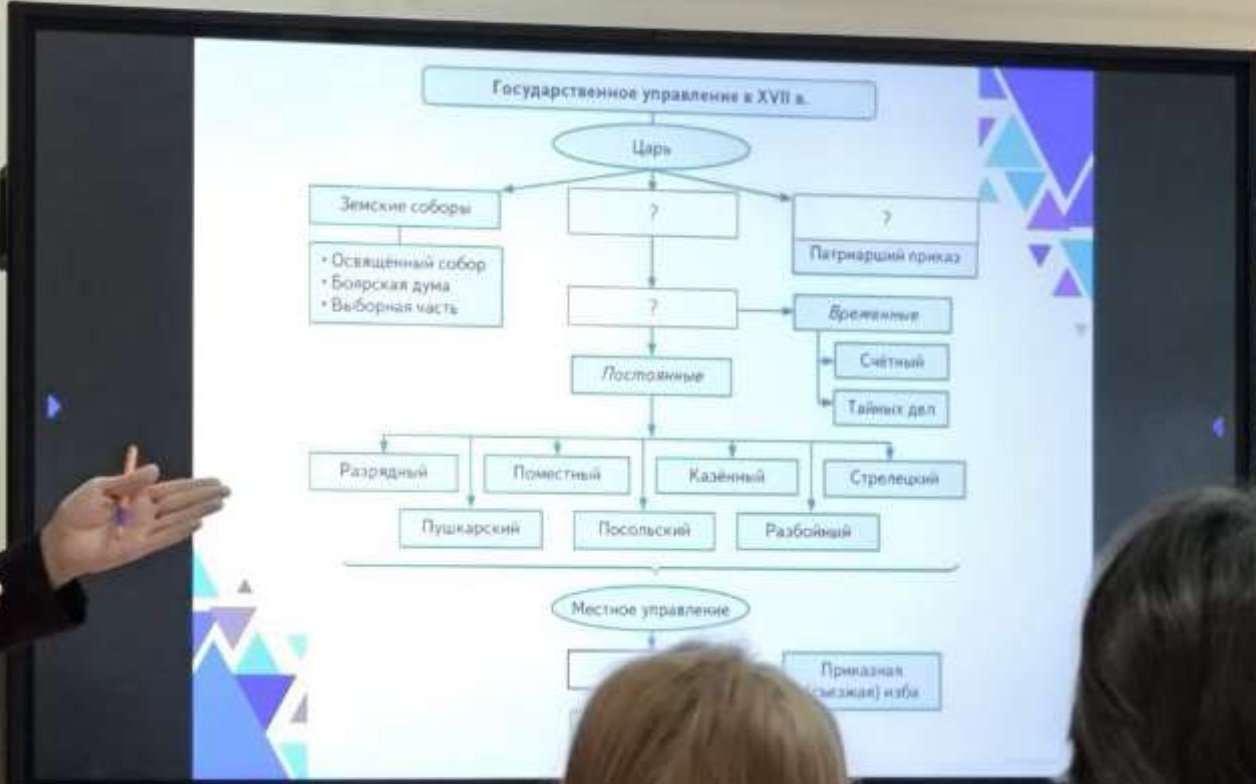 Государственное управление в XVII в.
Царь
Земские соборы
?
?
Патриарший приказ
• Освящённый собор
• Боярская дума
• Выборная часть
?
Временные
Счётный
Тайных дел
Постоянные
Разрядный
Поместный
Казённый
Стрелецкий
Пушкарский
Посольский
Разбойный
Местное управление
Приказная
(съезжая) изба